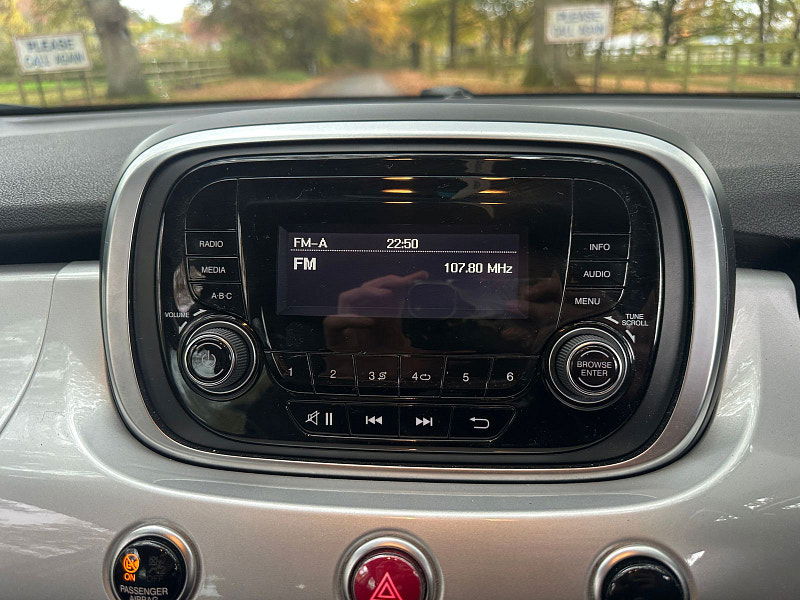 PLEASE
CALL AGAIN
PLEASE
CALL AGAIN
FM-A 22:50
FM 107.80 MHz
RADIO
MEDIA
A·B·C
VOLUME
INFO
AUDIO
MENU
TUNE
SCROLL
BROWSE
ENTER
1 2 3 4 5 6
ON
PASSENGER
AIRBAG